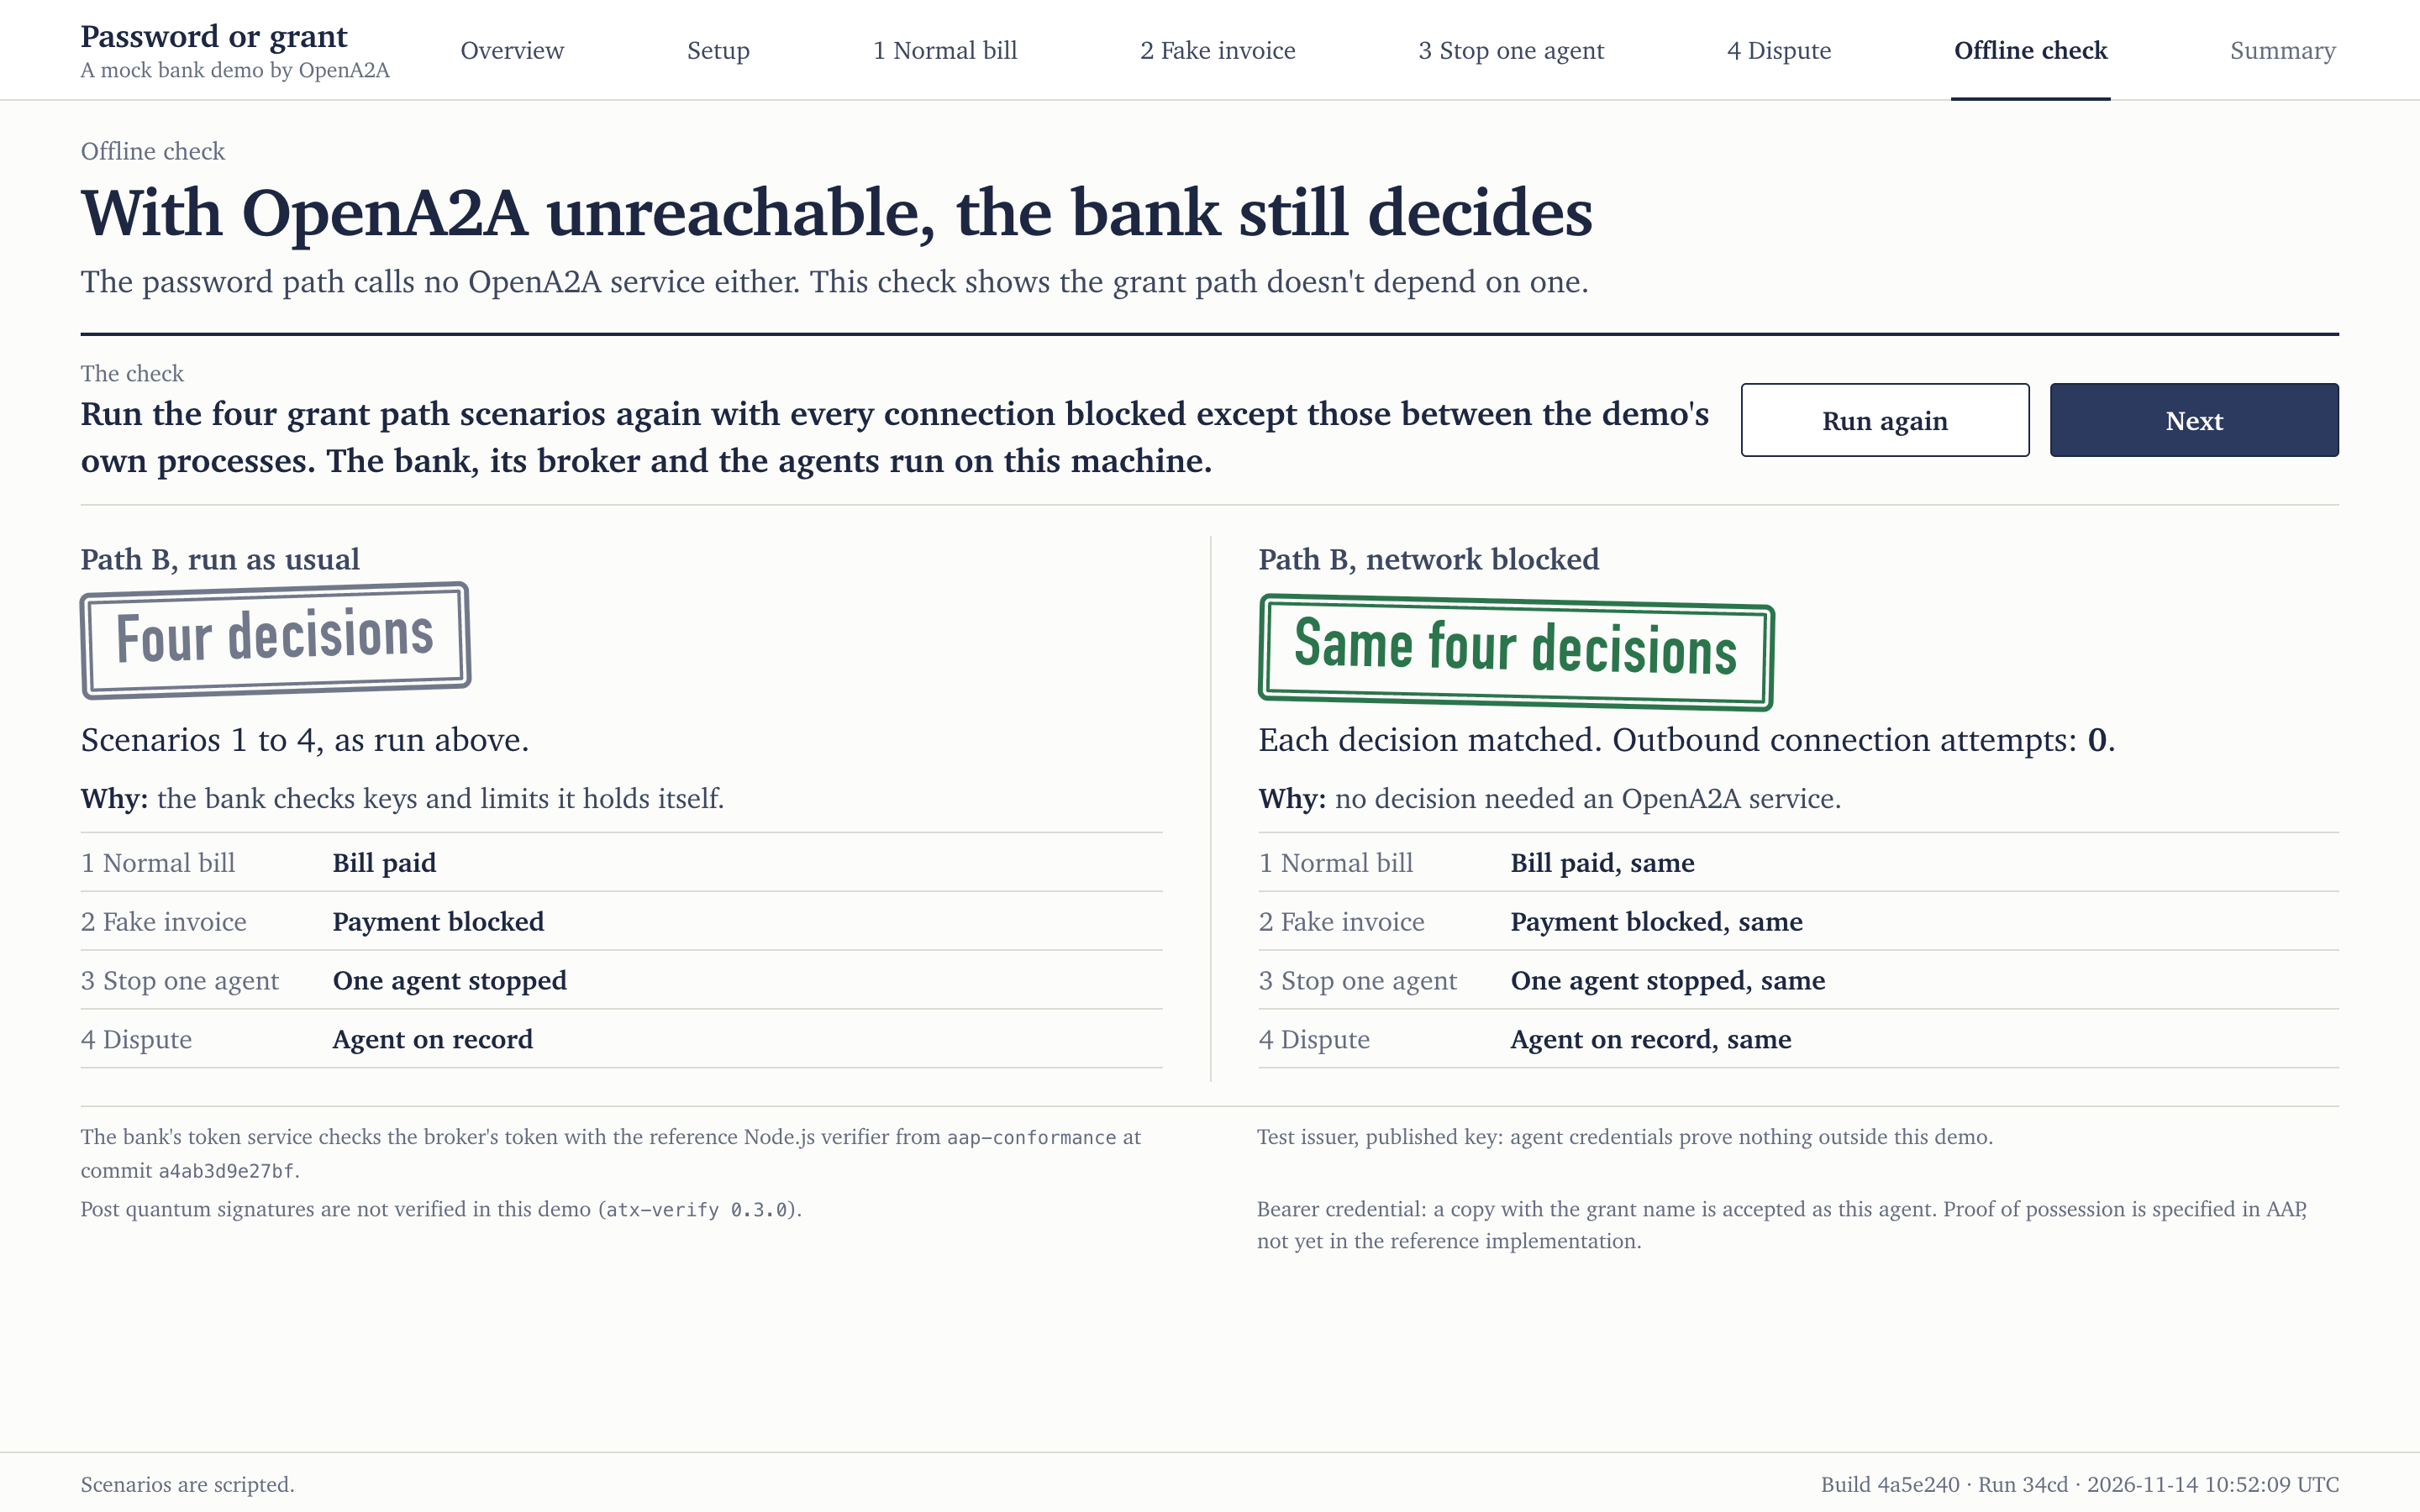 Password or grant
A mock bank demo by OpenA2A
Overview
Setup
1 Normal bill
2 Fake invoice
3 Stop one agent
4 Dispute
Offline check
Summary
Offline check
With OpenA2A unreachable, the bank still decides
The password path calls no OpenA2A service either. This check shows the grant path doesn't depend on one.
The check
Run the four grant path scenarios again with every connection blocked except those between the demo's
own processes. The bank, its broker and the agents run on this machine.
Run again
Next
Path B, run as usual
Four decisions
Scenarios 1 to 4, as run above.
Why: the bank checks keys and limits it holds itself.
1 Normal bill Bill paid
2 Fake invoice Payment blocked
3 Stop one agent One agent stopped
4 Dispute Agent on record
Path B, network blocked
Same four decisions
Each decision matched. Outbound connection attempts: 0.
Why: no decision needed an OpenA2A service.
1 Normal bill Bill paid, same
2 Fake invoice Payment blocked, same
3 Stop one agent One agent stopped, same
4 Dispute Agent on record, same
The bank's token service checks the broker's token with the reference Node.js verifier from aap-conformance at
commit a4ab3d9e27bf.
Test issuer, published key: agent credentials prove nothing outside this demo.
Post quantum signatures are not verified in this demo (atx-verify 0.3.0).
Bearer credential: a copy with the grant name is accepted as this agent. Proof of possession is specified in AAP,
not yet in the reference implementation.
Scenarios are scripted.
Build 4a5e240 · Run 34cd · 2026-11-14 10:52:09 UTC